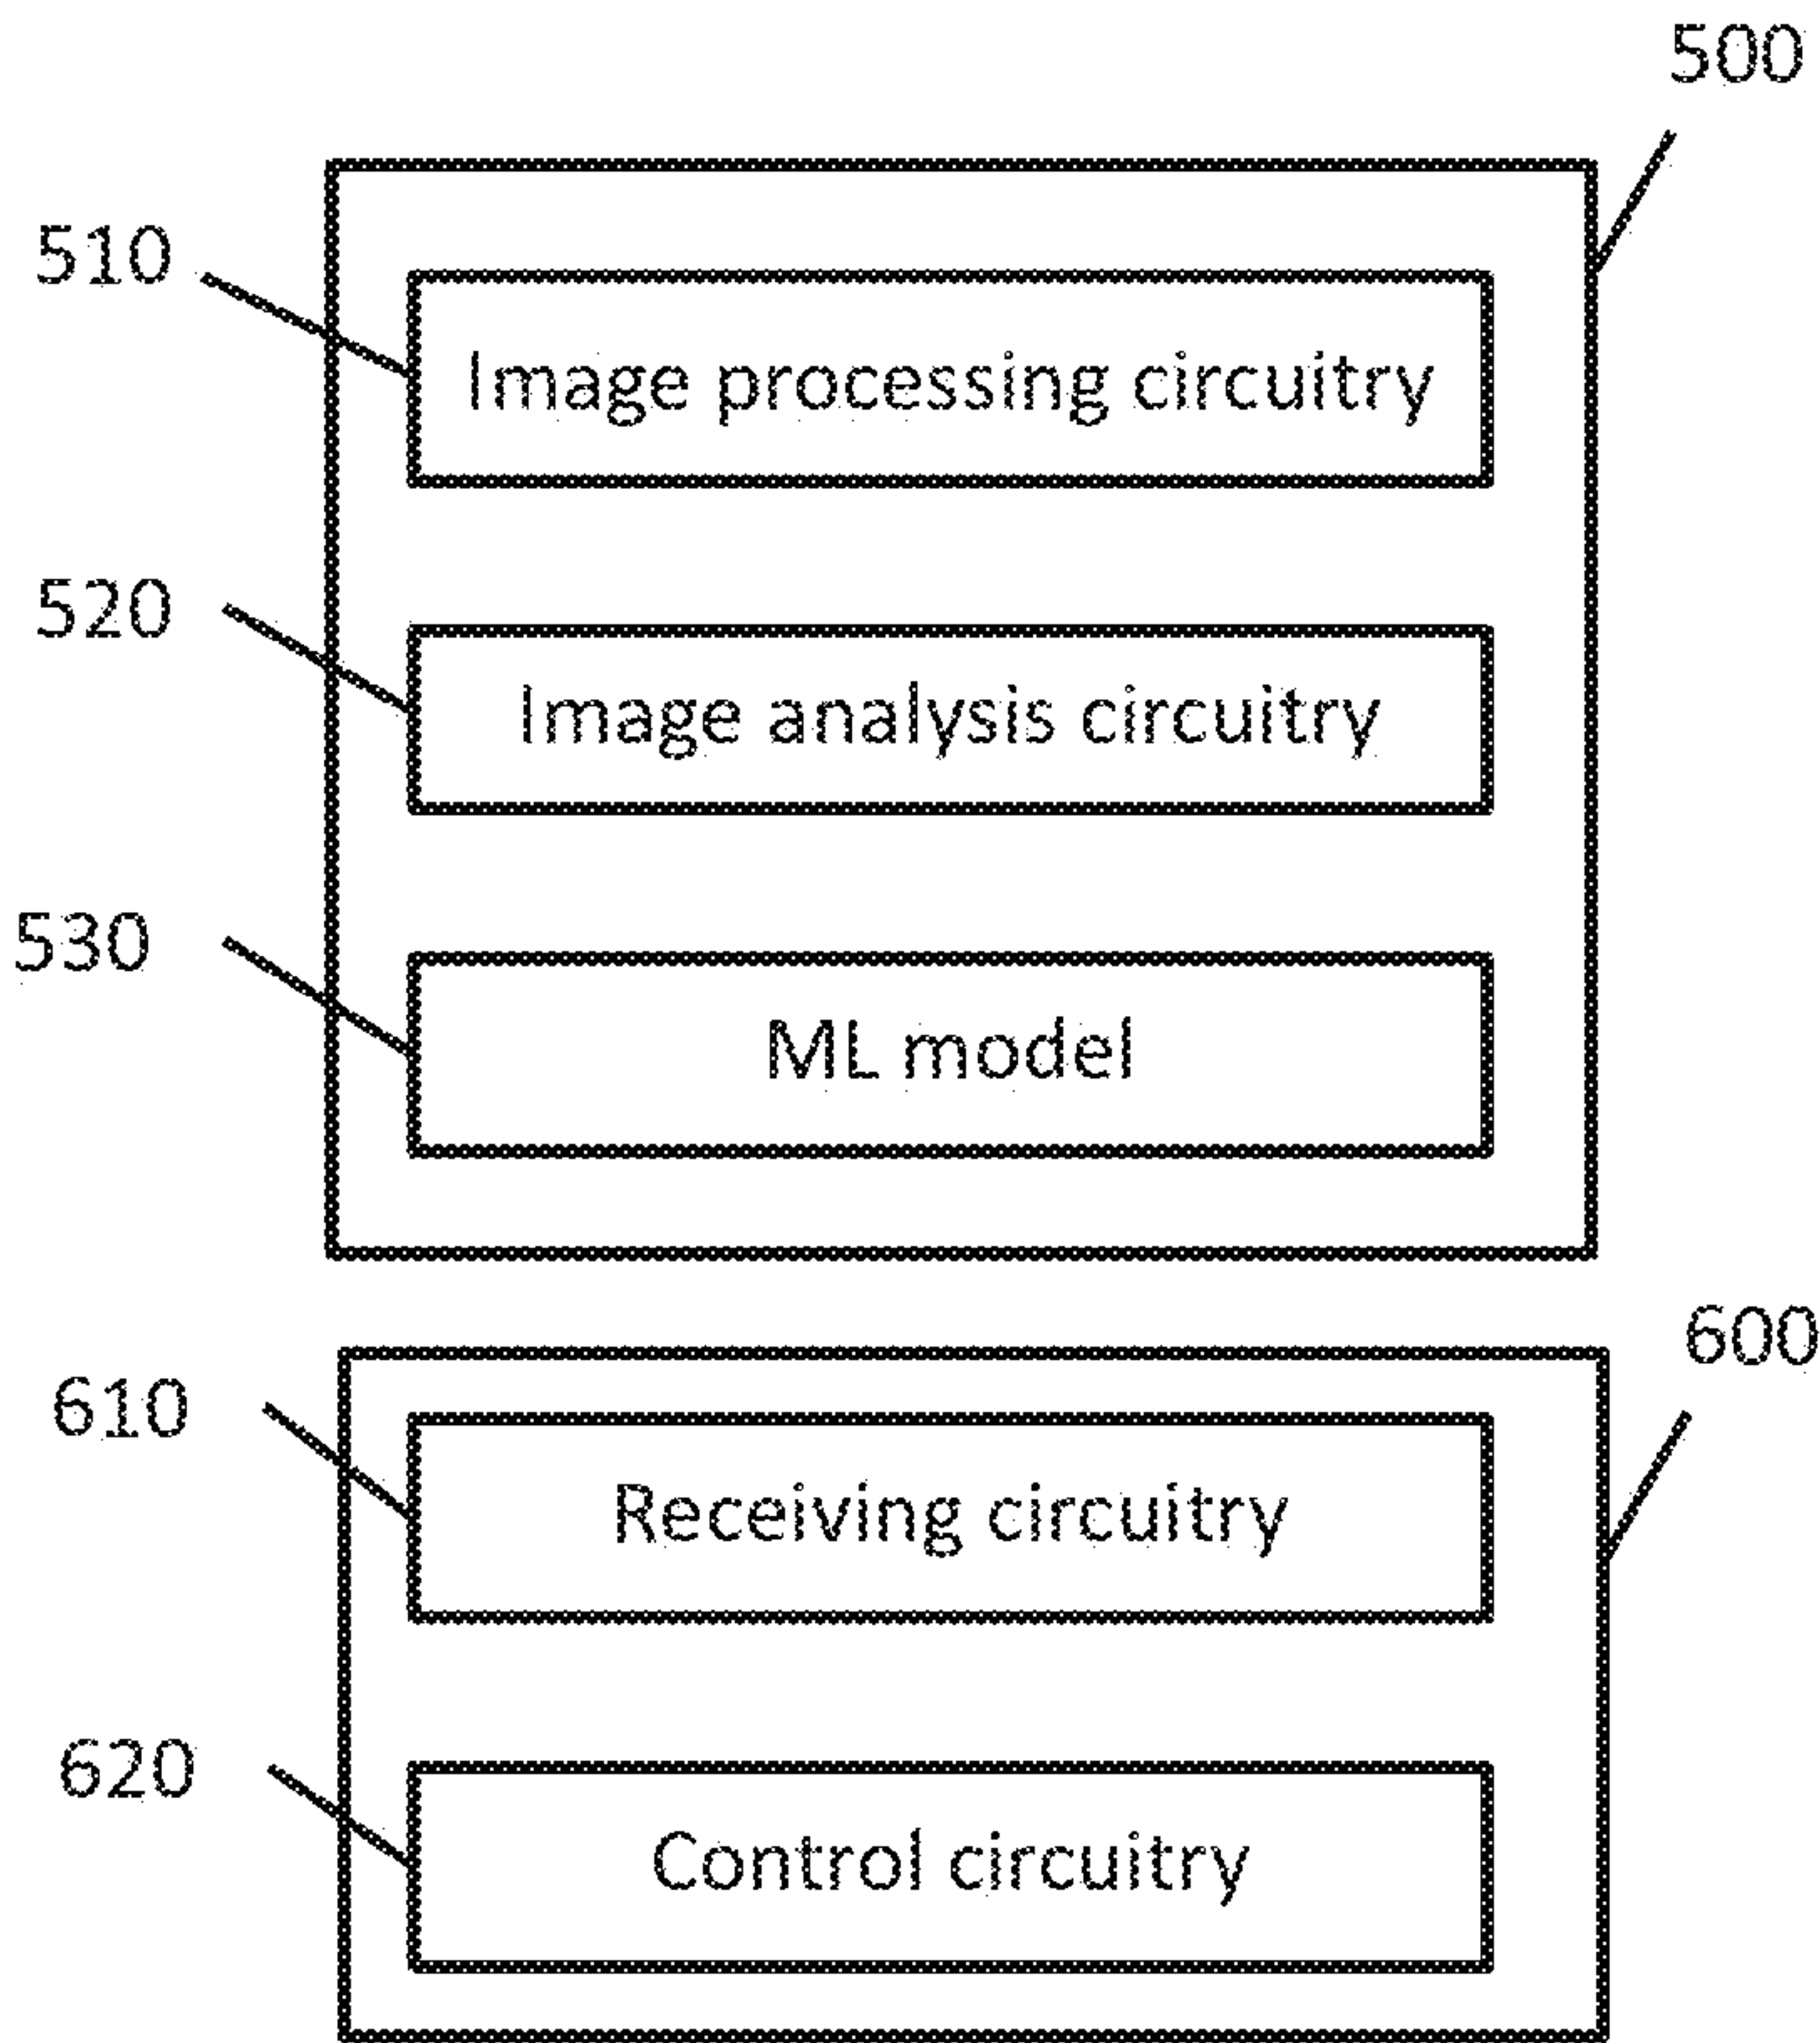 500
510
Image processing circuitry
520
Image analysis circuitry
530
ML model
600
610
Receiving circuitry
620
Control circuitry